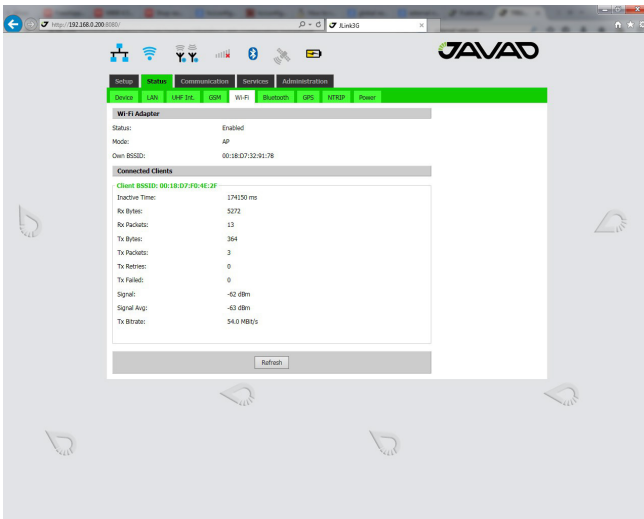 http://192.168.0.200:8080/
JLink3G
JAVAD
Setup Status Communication Services Administration
Device LAN UHF Int. GSM Wi-Fi Bluetooth GPS NTRIP Power
Wi-Fi Adapter
Status: Enabled
Mode: AP
Own BSSID: 00:18:D7:32:91:78
Connected Clients
Client BSSID: 00:18:D7:F0:4E:2F
Inactive Time: 174150 ms
Rx Bytes: 5272
Rx Packets: 13
Tx Bytes: 364
Tx Packets: 3
Tx Retries: 0
Tx Failed: 0
Signal: -62 dBm
Signal Avg: -63 dBm
Tx Bitrate: 54.0 MBit/s
Refresh